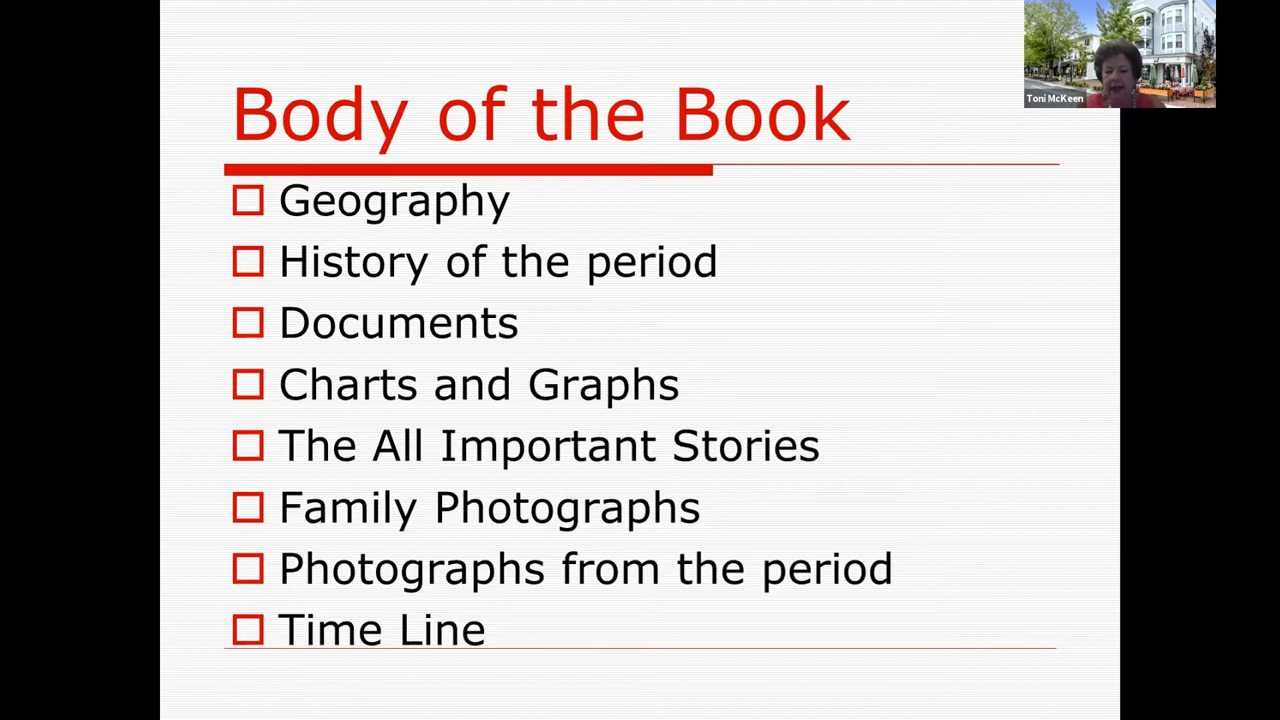 Body of the Book
Toni McKeen
Geography
History of the period
Documents
Charts and Graphs
The All Important Stories
Family Photographs
Photographs from the period
Time Line